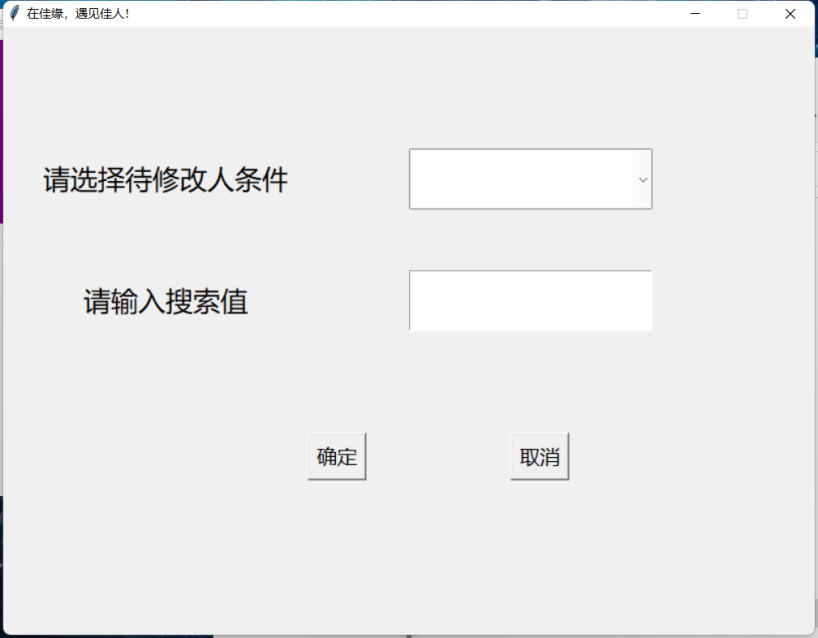 在佳缘，遇见佳人！
请选择待修改人条件
请输入搜索值
确定
取消